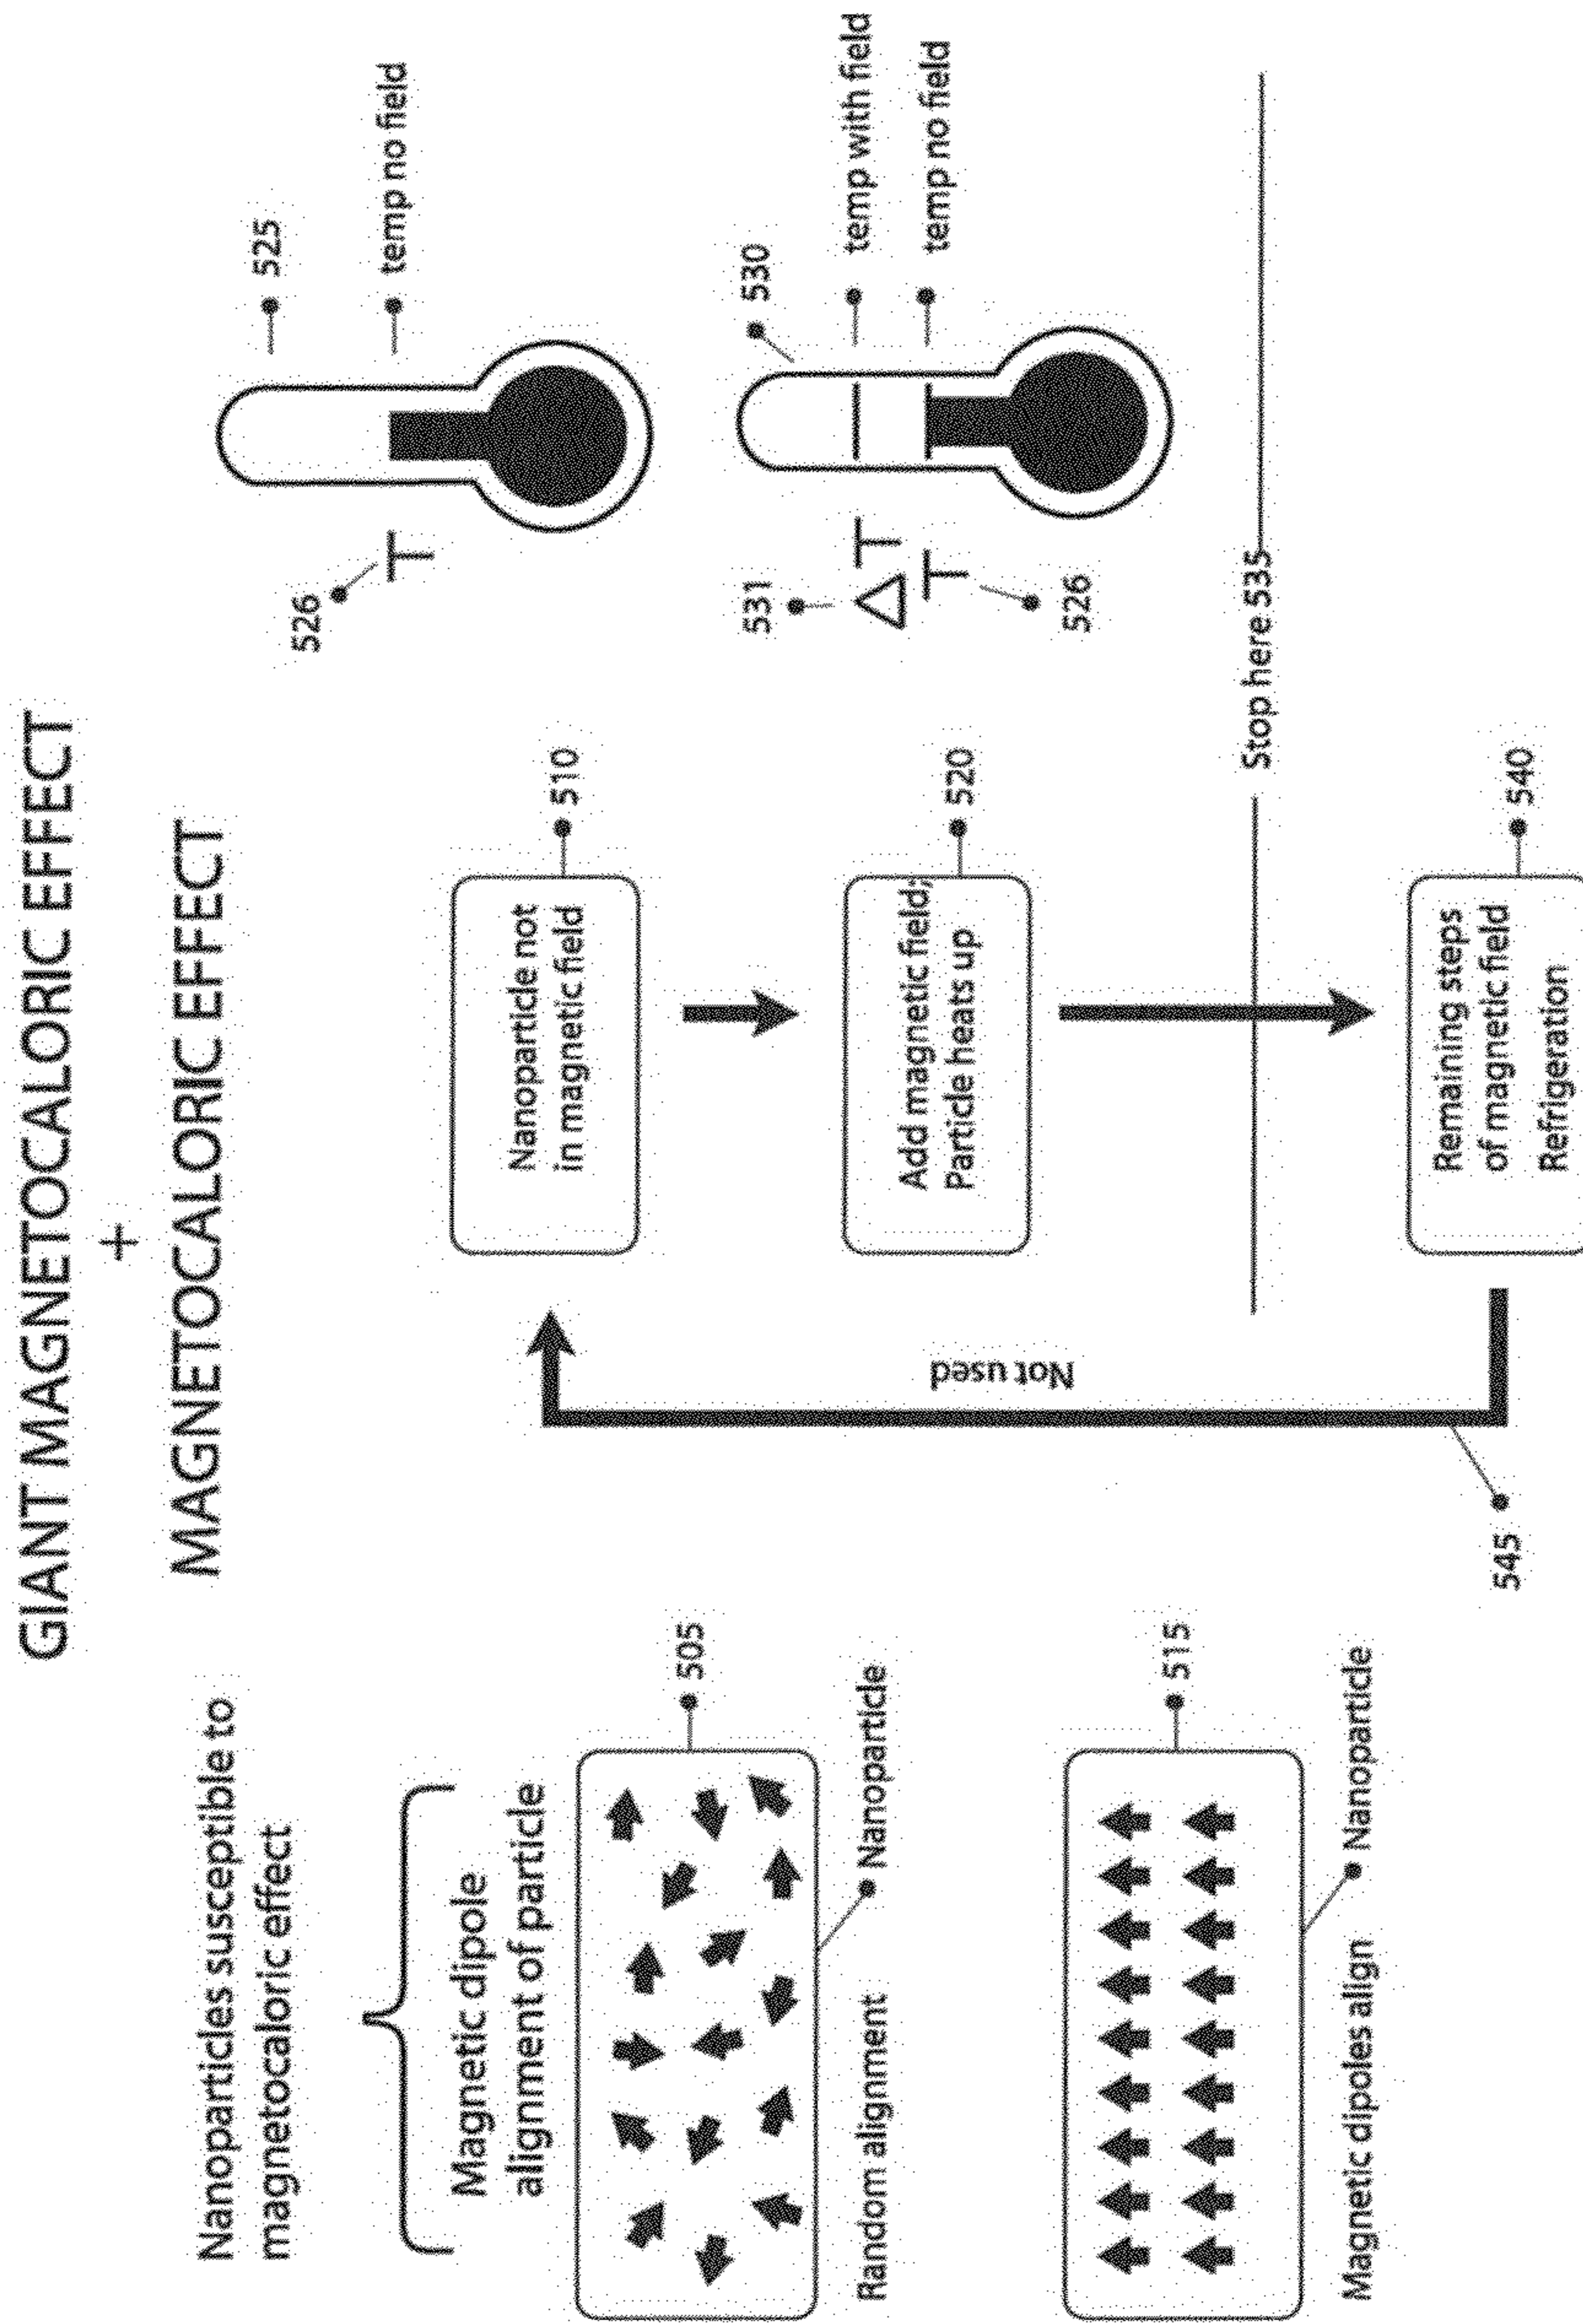 GIANT MAGNETOCALORIC EFFECT
+
MAGNETOCALORIC EFFECT
Nanoparticles susceptible to
magnetocaloric effect
Magnetic dipole
alignment of particle
505
Nanoparticle
Random alignment
515
Nanoparticle
Magnetic dipoles align
Nanoparticle not
in magnetic field
510
Add magnetic field;
Particle heats up
520
Not used
545
Stop here 535
Remaining steps
of magnetic field
Refrigeration
540
525
temp no field
526
T
530
temp with field
temp no field
531
ΔT
T
526